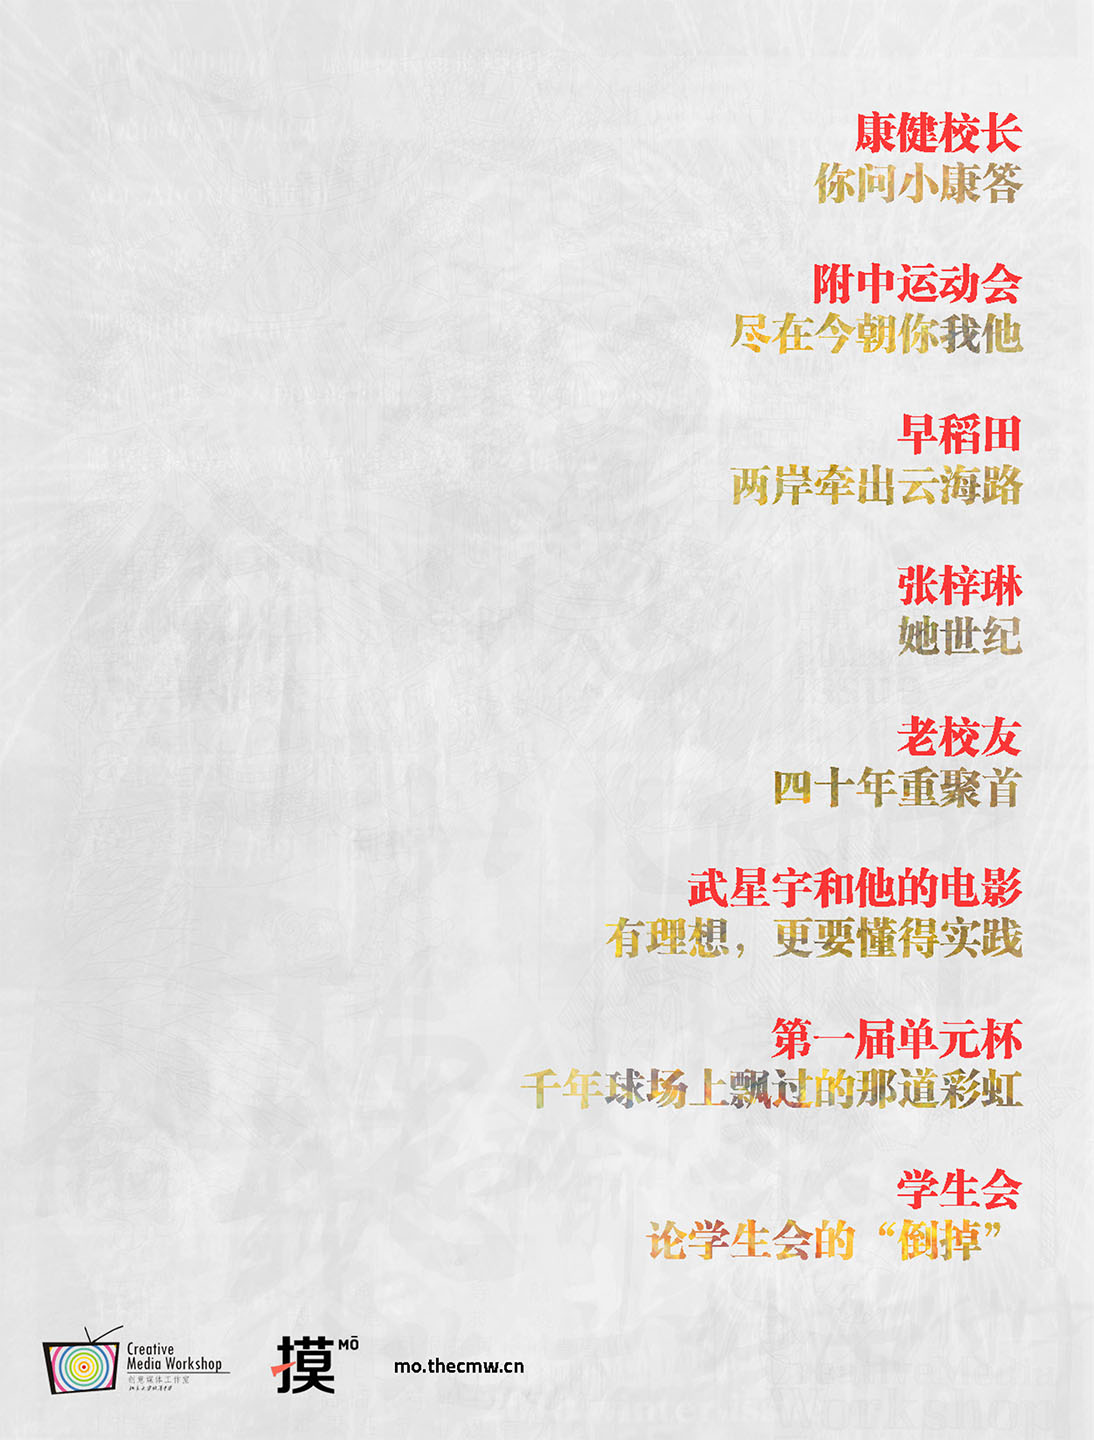 康健校长
你问小康答
附中运动会
尽在今朝你我他
早稻田
两岸牵出云海路
张梓琳
她世纪
老校友
四十年重聚首
武星宇和他的电影
有理想，更要懂得实践
第一届单元杯
千年球场上飘过的那道彩虹
学生会
论学生会的“倒掉”
Creative
Media Workshop
创意媒体工作室
摸 MŌ
mo.thecmw.cn